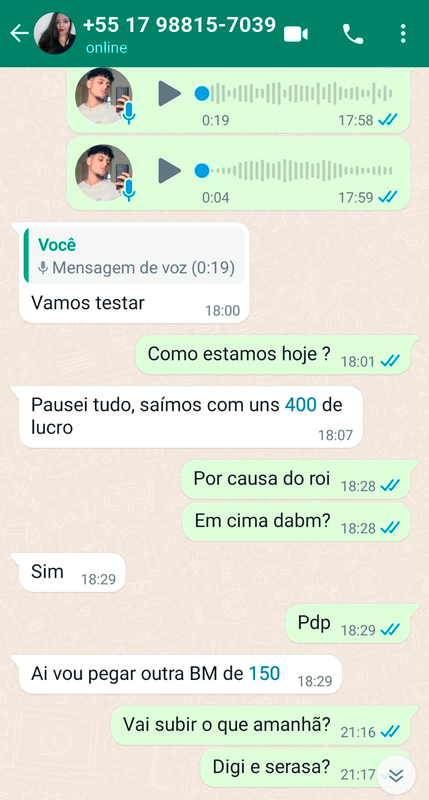 +55 17 98815-7039
online
0:19
17:58
0:04
17:59
Você
Mensagem de voz (0:19)
Vamos testar
18:00
Como estamos hoje ?
18:01
Pausei tudo, saímos com uns 400 de
lucro
18:07
Por causa do roi
18:28
Em cima dabm?
18:28
Sim
18:29
Pdp
18:29
Ai vou pegar outra BM de 150
18:29
Vai subir o que amanhã?
21:16
Digi e serasa?
21:17